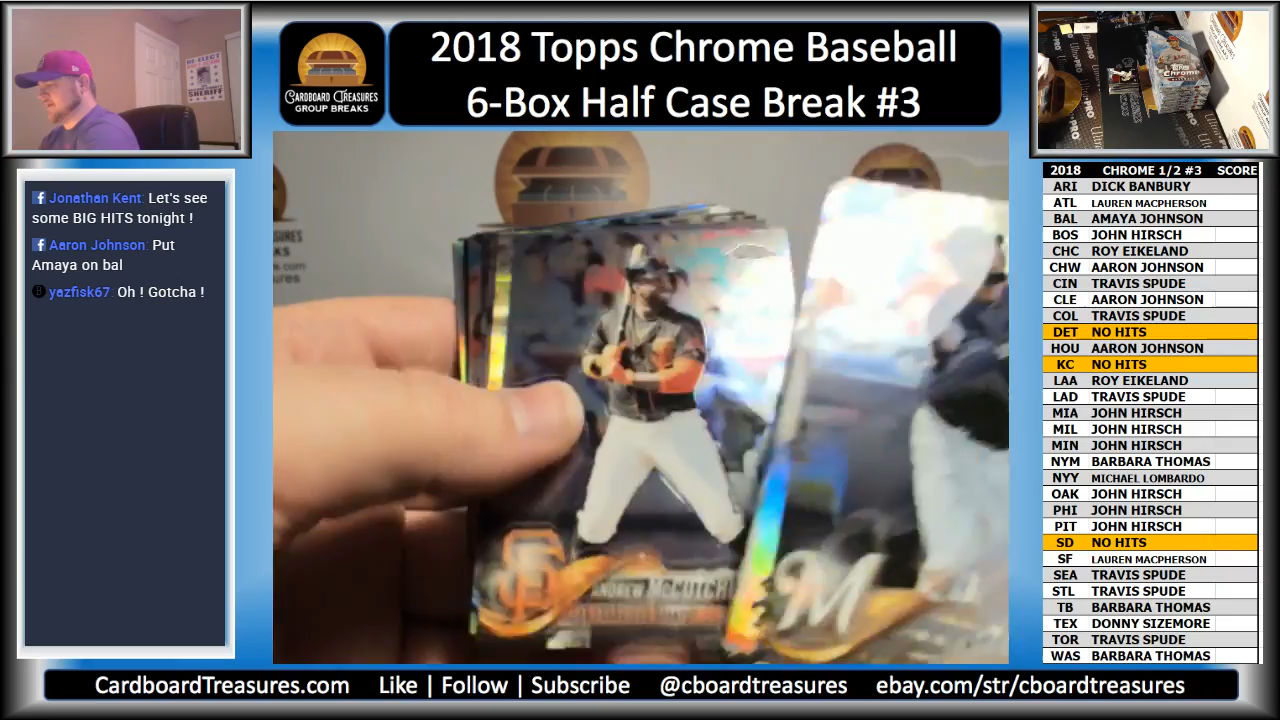 2018 Topps Chrome Baseball
6-Box Half Case Break #3
CARDBOARD TREASURES
GROUP BREAKS
RE-ELECT
SHERIFF
Topps
Chrome
Jonathan Kent: Let's see
some BIG HITS tonight !
Aaron Johnson: Put
Amaya on bal
yazfisk67: Oh ! Gotcha !
ANDREW McCUTCH
M
2018 CHROME 1/2 #3 SCORE
ARI DICK BANBURY
ATL LAUREN MACPHERSON
BAL AMAYA JOHNSON
BOS JOHN HIRSCH
CHC ROY EIKELAND
CHW AARON JOHNSON
CIN TRAVIS SPUDE
CLE AARON JOHNSON
COL TRAVIS SPUDE
DET NO HITS
HOU AARON JOHNSON
KC NO HITS
LAA ROY EIKELAND
LAD TRAVIS SPUDE
MIA JOHN HIRSCH
MIL JOHN HIRSCH
MIN JOHN HIRSCH
NYM BARBARA THOMAS
NYY MICHAEL LOMBARDO
OAK JOHN HIRSCH
PHI JOHN HIRSCH
PIT JOHN HIRSCH
SD NO HITS
SF LAUREN MACPHERSON
SEA TRAVIS SPUDE
STL TRAVIS SPUDE
TB BARBARA THOMAS
TEX DONNY SIZEMORE
TOR TRAVIS SPUDE
WAS BARBARA THOMAS
CardboardTreasures.com Like | Follow | Subscribe @cboardtreasures ebay.com/str/cboardtreasures